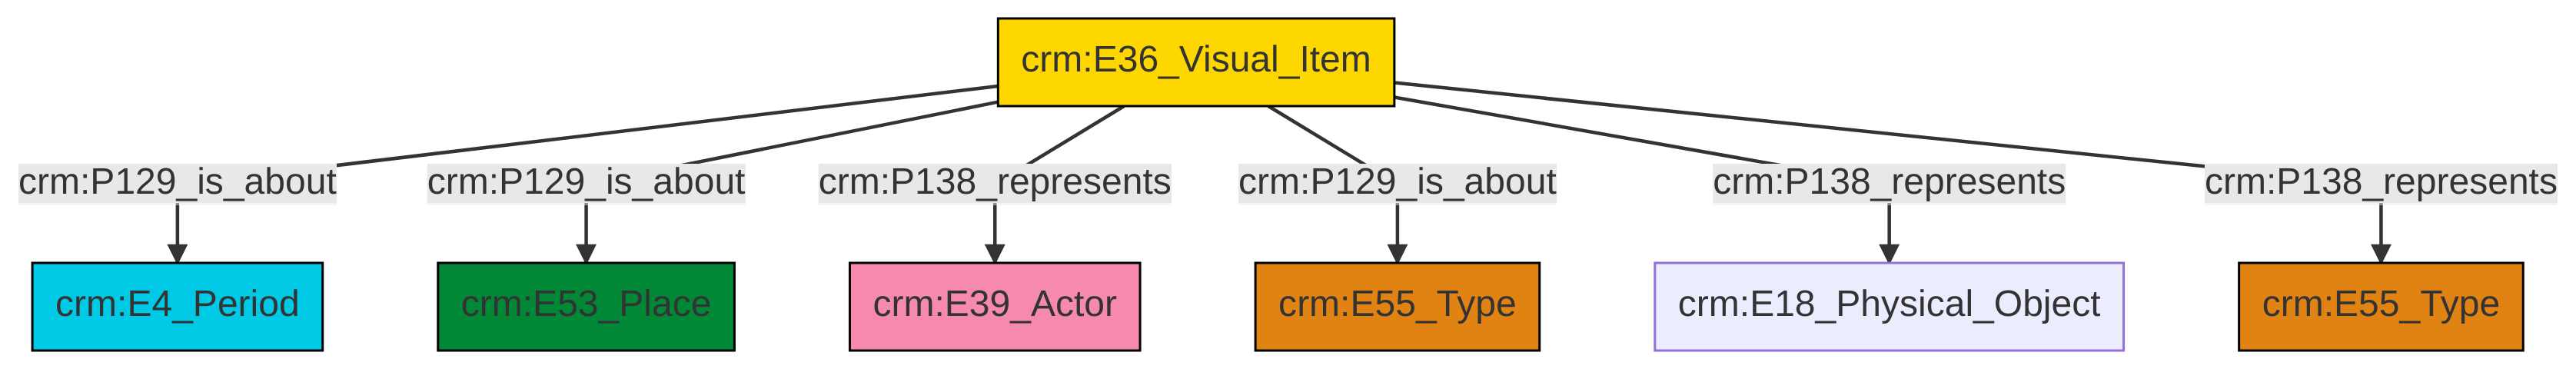 crm:E36_Visual_Item
crm:P129_is_about
crm:P129_is_about
crm:P138_represents
crm:P129_is_about
crm:P138_represents
crm:P138_represents
crm:E4_Period
crm:E53_Place
crm:E39_Actor
crm:E55_Type
crm:E18_Physical_Object
crm:E55_Type